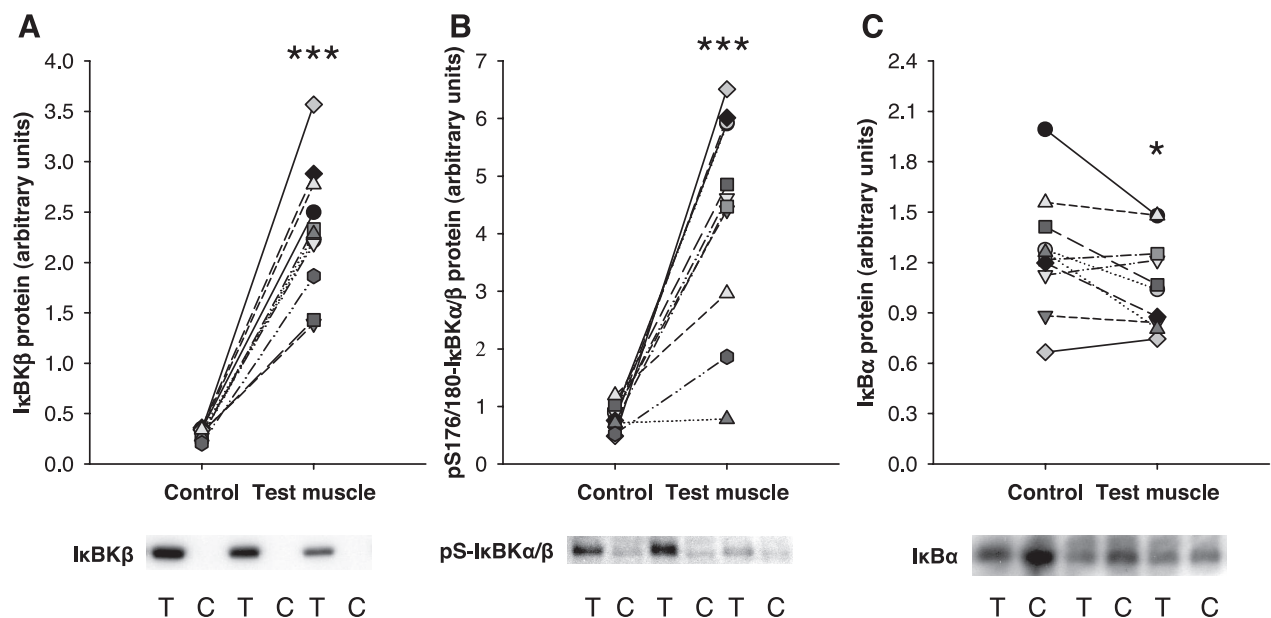 A
IκBKβ protein (arbitrary units)
4.0
3.5
3.0
2.5
2.0
1.5
1.0
0.5
0.0
***
Control Test muscle
IκBKβ
T C T C T C
B
pS176/180-IκBKα/β protein (arbitrary units)
7
6
5
4
3
2
1
0
***
Control Test muscle
pS-IκBKα/β
T C T C T C
C
IκBα protein (arbitrary units)
2.4
2.1
1.8
1.5
1.2
0.9
0.6
0.3
0.0
*
Control Test muscle
IκBα
T C T C T C